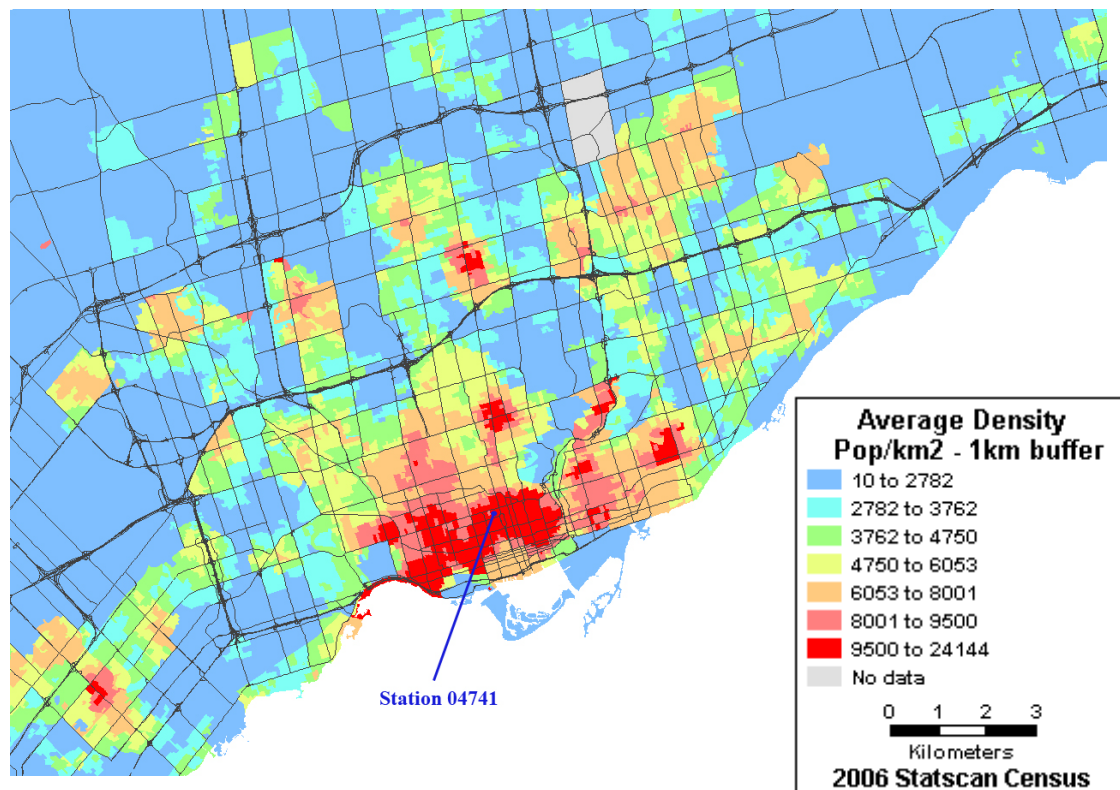 Station 04741
Average Density
Pop/km2 - 1km buffer
10 to 2782
2782 to 3762
3762 to 4750
4750 to 6053
6053 to 8001
8001 to 9500
9500 to 24144
No data
0 1 2 3
Kilometers
2006 Statscan Census